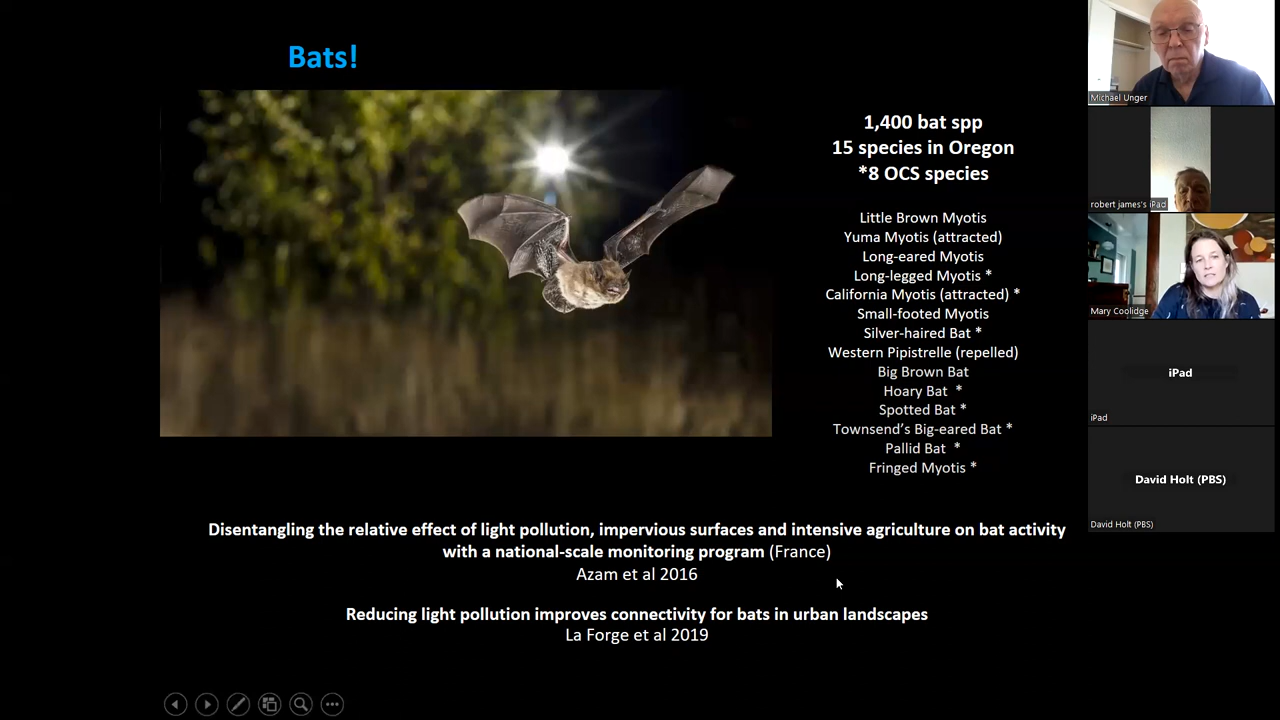 Bats!
1,400 bat spp
15 species in Oregon
*8 OCS species
Little Brown Myotis
Yuma Myotis (attracted)
Long-eared Myotis
Long-legged Myotis *
California Myotis (attracted) *
Small-footed Myotis
Silver-haired Bat *
Western Pipistrelle (repelled)
Big Brown Bat
Hoary Bat *
Spotted Bat *
Townsend's Big-eared Bat *
Pallid Bat *
Fringed Myotis *
Disentangling the relative effect of light pollution, impervious surfaces and intensive agriculture on bat activity
with a national-scale monitoring program (France)
Azam et al 2016
Reducing light pollution improves connectivity for bats in urban landscapes
La Forge et al 2019
Michael Unger
robert james's iPad
Mary Coolidge
iPad
iPad
David Holt (PBS)
David Holt (PBS)